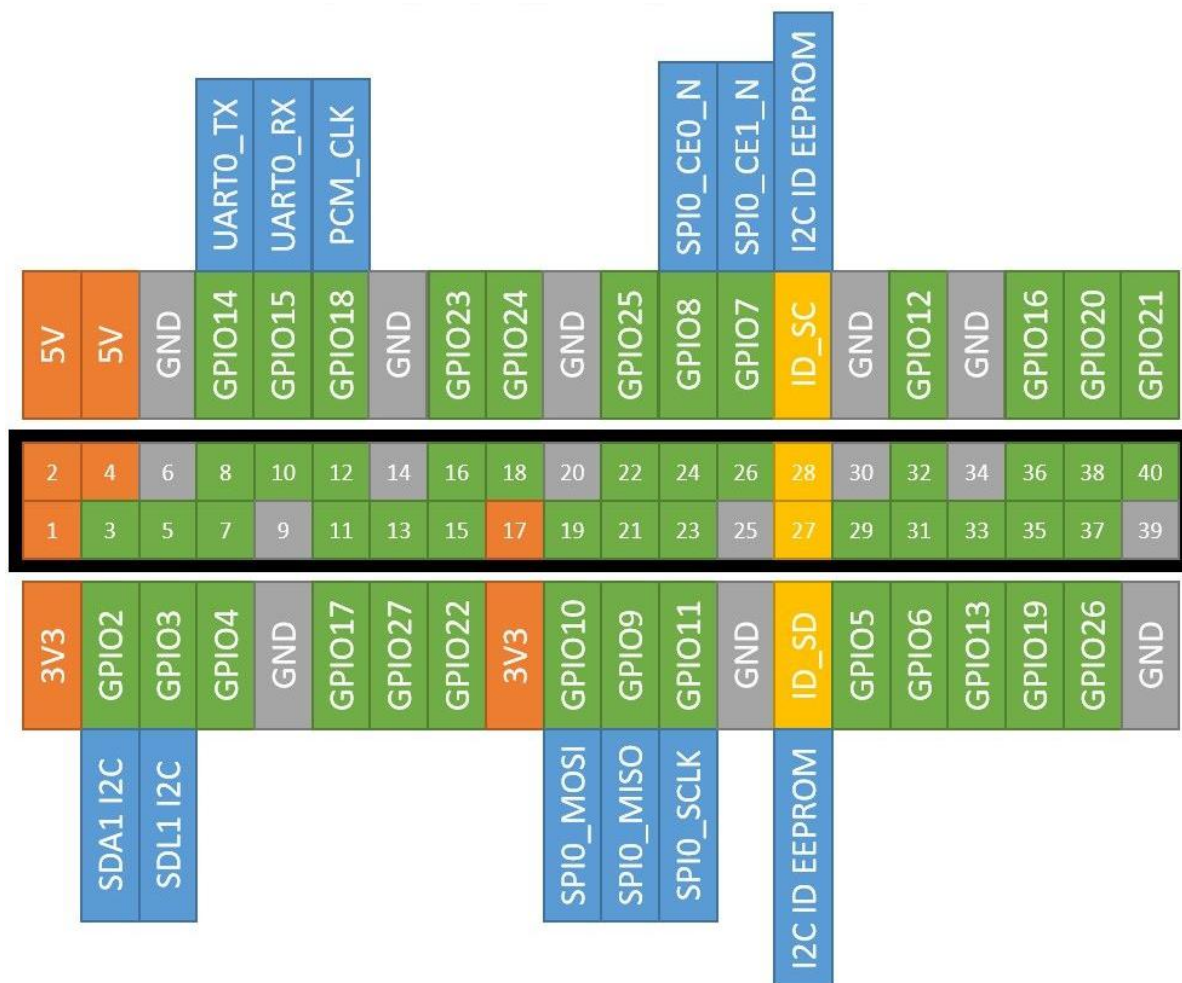 UART0_TX
UART0_RX
PCM_CLK
SPI0_CE0_N
SPI0_CE1_N
I2C ID EEPROM
5V
5V
GND
GPIO14
GPIO15
GPIO18
GND
GPIO23
GPIO24
GND
GPIO25
GPIO8
GPIO7
ID_SC
GND
GPIO12
GND
GPIO16
GPIO20
GPIO21
2 4 6 8 10 12 14 16 18 20 22 24 26 28 30 32 34 36 38 40
1 3 5 7 9 11 13 15 17 19 21 23 25 27 29 31 33 35 37 39
3V3
GPIO2
GPIO3
GPIO4
GND
GPIO17
GPIO27
GPIO22
3V3
GPIO10
GPIO9
GPIO11
GND
ID_SD
GPIO5
GPIO6
GPIO13
GPIO19
GPIO26
GND
SDA1 I2C
SDL1 I2C
SPI0_MOSI
SPI0_MISO
SPI0_SCLK
I2C ID EEPROM